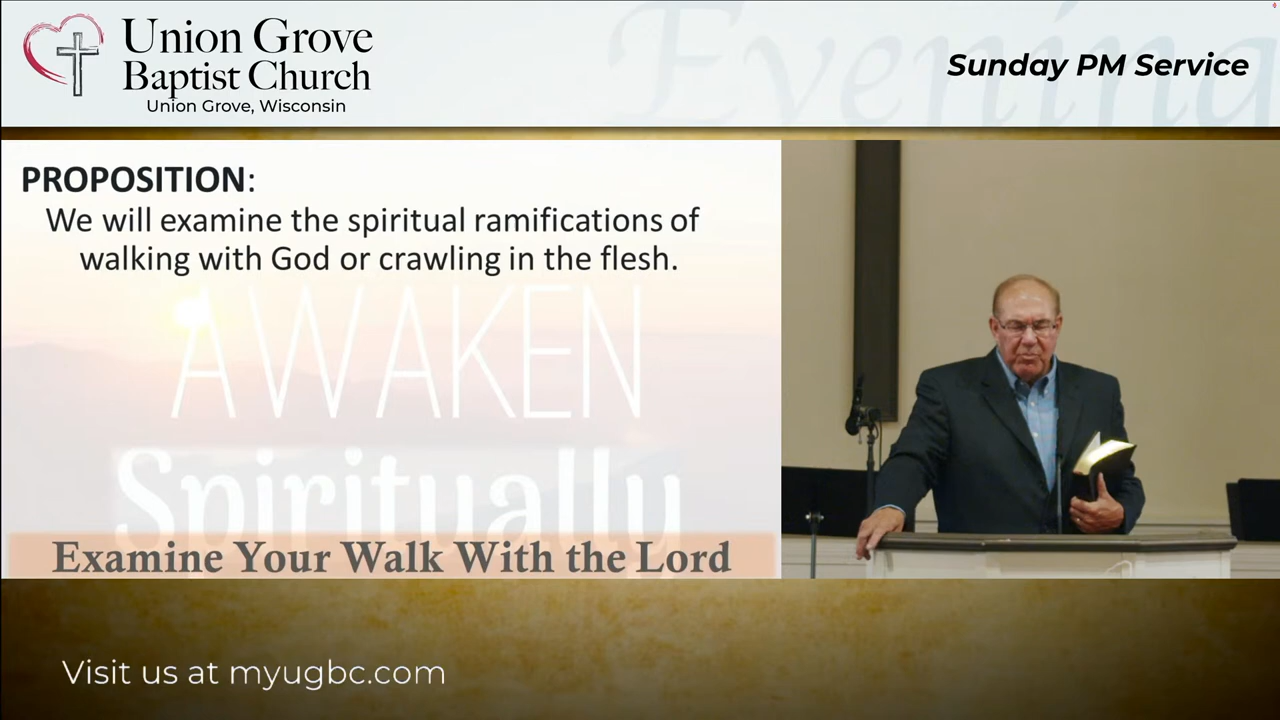 Union Grove
Baptist Church
Union Grove, Wisconsin
Evening
Sunday PM Service
PROPOSITION:
We will examine the spiritual ramifications of
walking with God or crawling in the flesh.
AWAKEN
Spiritually
Examine Your Walk With the Lord
Visit us at myugbc.com